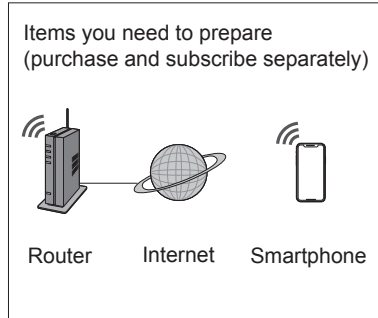 Items you need to prepare
(purchase and subscribe separately)
Router Internet Smartphone